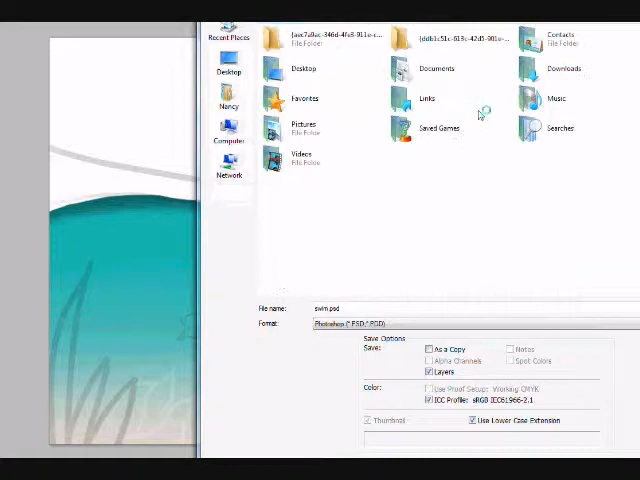 Recent Places
Desktop
Nancy
Computer
Network
File Folder
File Folder
Contacts
File Folder
Desktop
Documents
Downloads
Favorites
Links
Music
Pictures
File Folder
Saved Games
Searches
Videos
File Folder
File name:
swim.psd
Format:
Photoshop (*.PSD;*.PDD)
Save Options
Save:
As a Copy
Notes
Alpha Channels
Spot Colors
Layers
Color:
Use Proof Setup: Working CMYK
ICC Profile: sRGB IEC61966-2.1
Thumbnail
Use Lower Case Extension